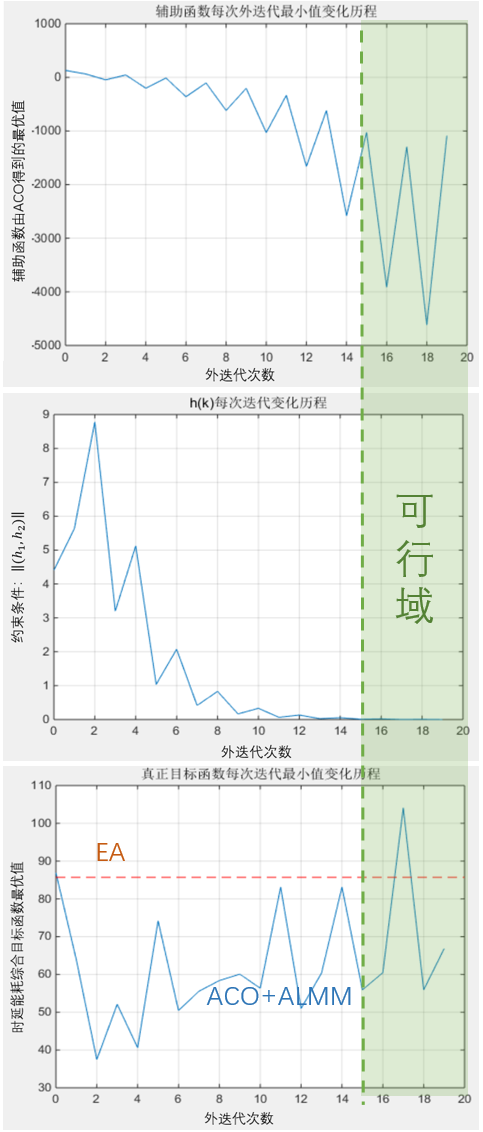 辅助函数每次外迭代最小值变化历程
1000
0
-1000
-2000
-3000
-4000
-5000
辅助函数由ACO得到的最优值
0 2 4 6 8 10 12 14 16 18 20
外迭代次数
h(k)每次迭代变化历程
9
8
7
6
5
4
3
2
1
0
约束条件：‖(h₁, h₂)‖
0 2 4 6 8 10 12 14 16 18 20
外迭代次数
可
行
域
真正目标函数每次迭代最小值变化历程
110
100
90
80
70
60
50
40
30
时延能耗综合目标函数最优值
EA
ACO+ALMM
0 2 4 6 8 10 12 14 16 18 20
外迭代次数